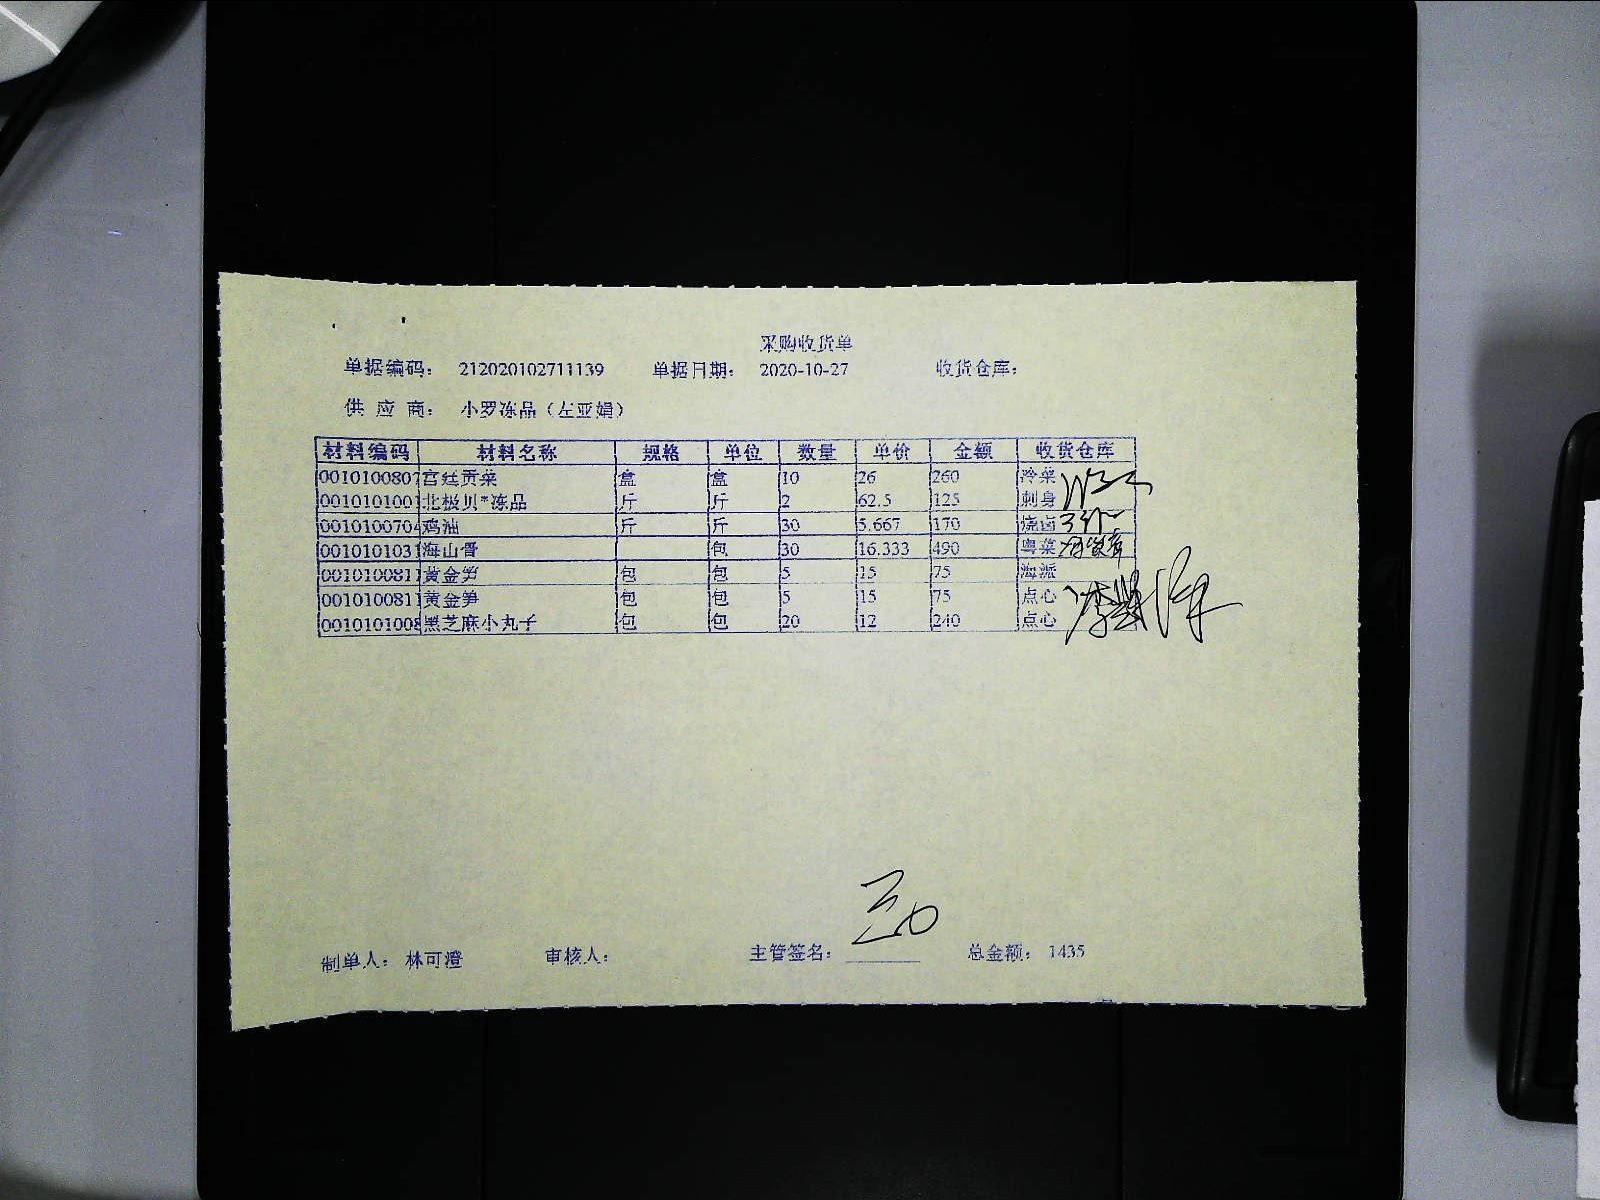 采购收货单
单据编码： 212020102711139 单据日期： 2020-10-27 收货仓库：
供 应 商： 小罗冻品（左亚娟）
材料编码 材料名称 规格 单位 数量 单价 金额 收货仓库
0010100807 宫廷贡菜 盒 盒 10 26 260 冷菜
0010101001 北极贝*冻品 斤 斤 2 62.5 125 刺身
0010100704 鸡油 斤 斤 30 5.667 170 烧卤
0010101031 海山晋 包 30 16.333 490 粤菜
0010100811 黄金笋 包 包 5 15 75 海派
0010100811 黄金笋 包 包 5 15 75 点心
0010101008 黑芝麻小丸子 包 包 20 12 240 点心
制单人： 林可澄 审核人： 主管签名： 总金额： 1435